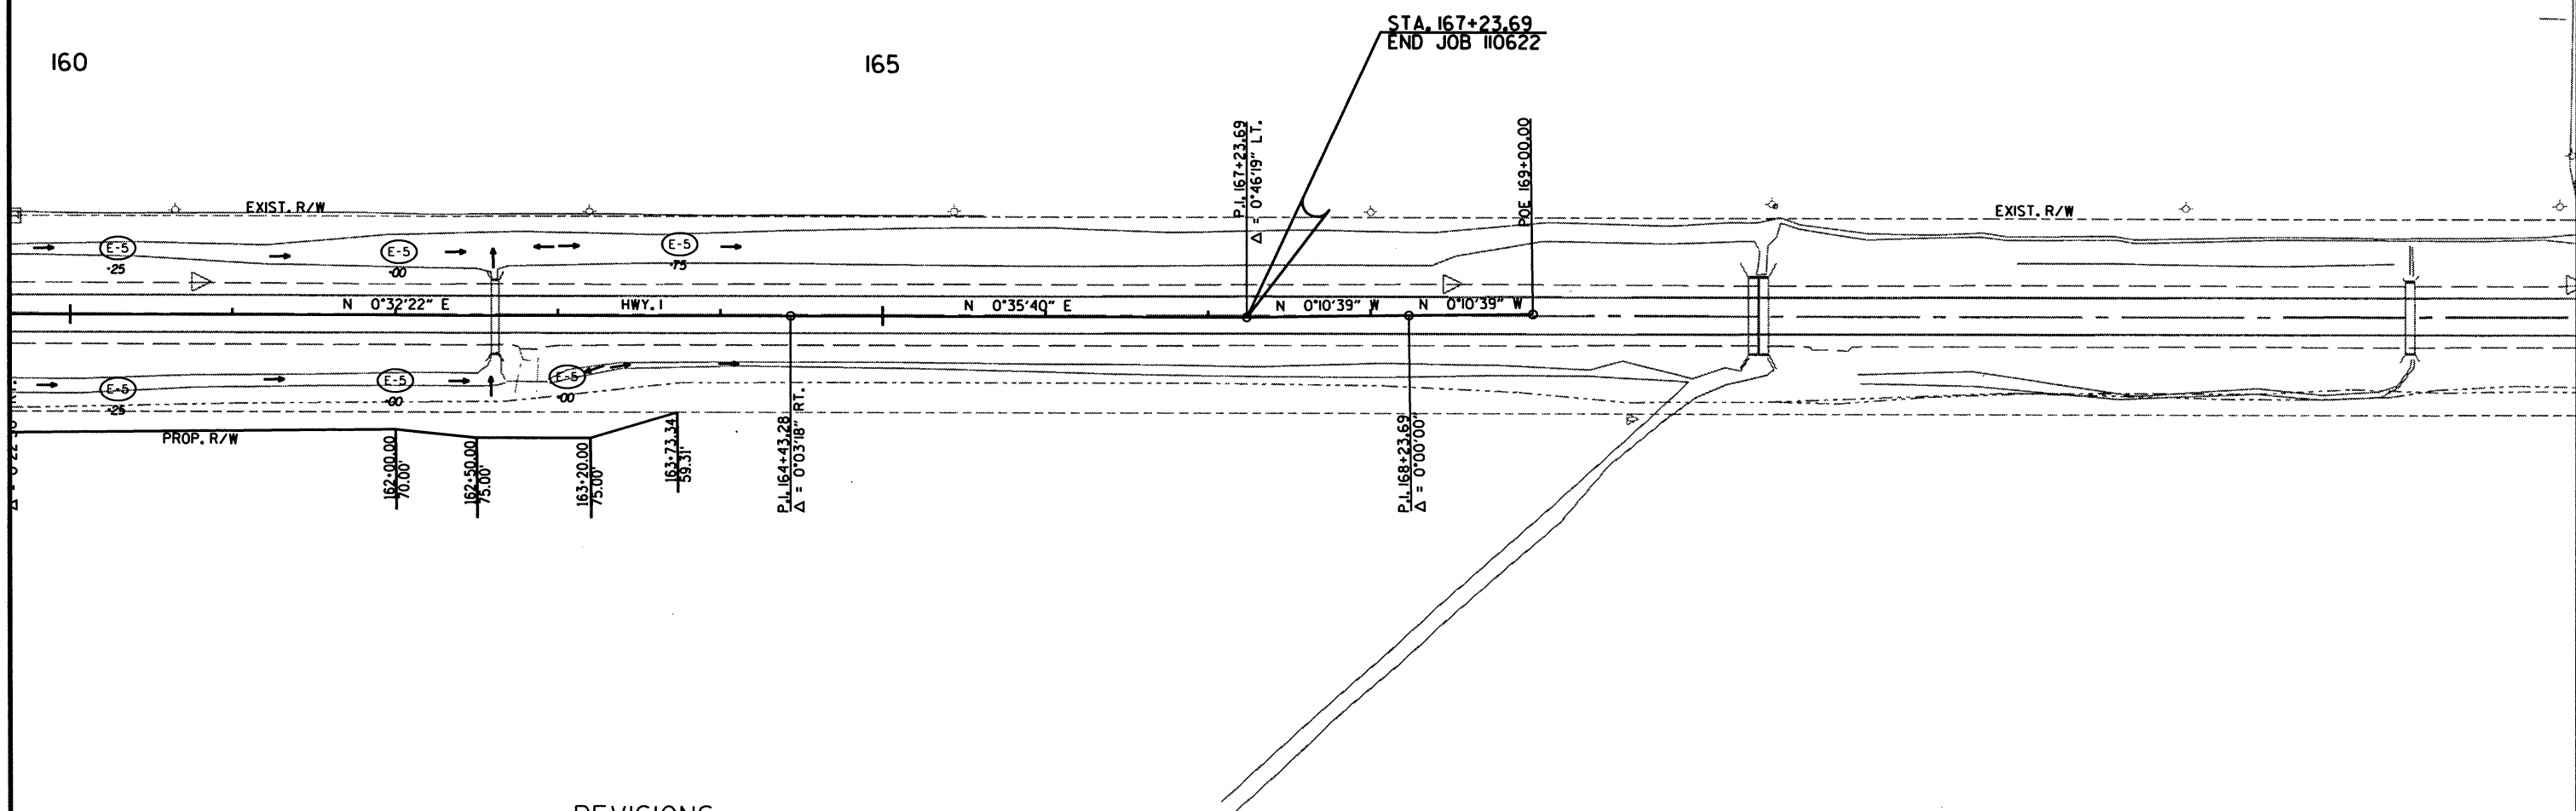 STA. 167+23.69
END JOB 110622
160
165
P.I. 167+23.69
Δ = 0°46'19" LT.
POE 169+00.00
EXIST. R/W
EXIST. R/W
E-5
·25
E-5
·00
E-5
·75
N 0°32'22" E
HWY. 1
N 0°35'40" E
N 0°10'39" W
N 0°10'39" W
E-5
·25
E-5
·00
E-5
·00
PROP. R/W
162+00.00
70.00'
162+50.00
75.00'
163+20.00
75.00'
163+73.34
59.31'
P.I. 164+43.28
Δ = 0°03'18" RT.
P.I. 168+23.69
Δ = 0°00'00"
REVISIONS